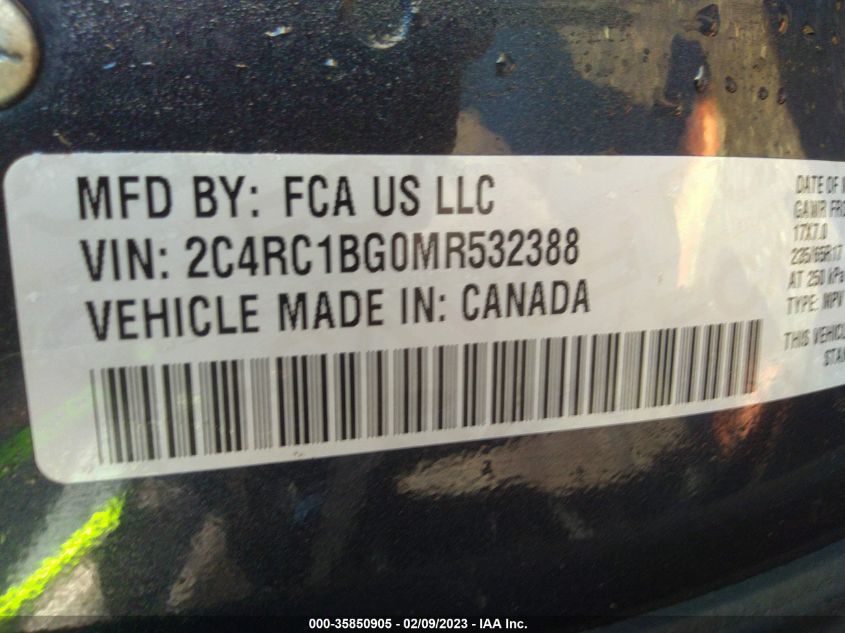 MFD BY: FCA US LLC
VIN: 2C4RC1BG0MR532388
VEHICLE MADE IN: CANADA
DATE OF
GAWR
17X7.0
235/65R17
AT 250 kPa
TYPE: MPV
THIS
000-35850905 - 02/09/2023 - IAA Inc.